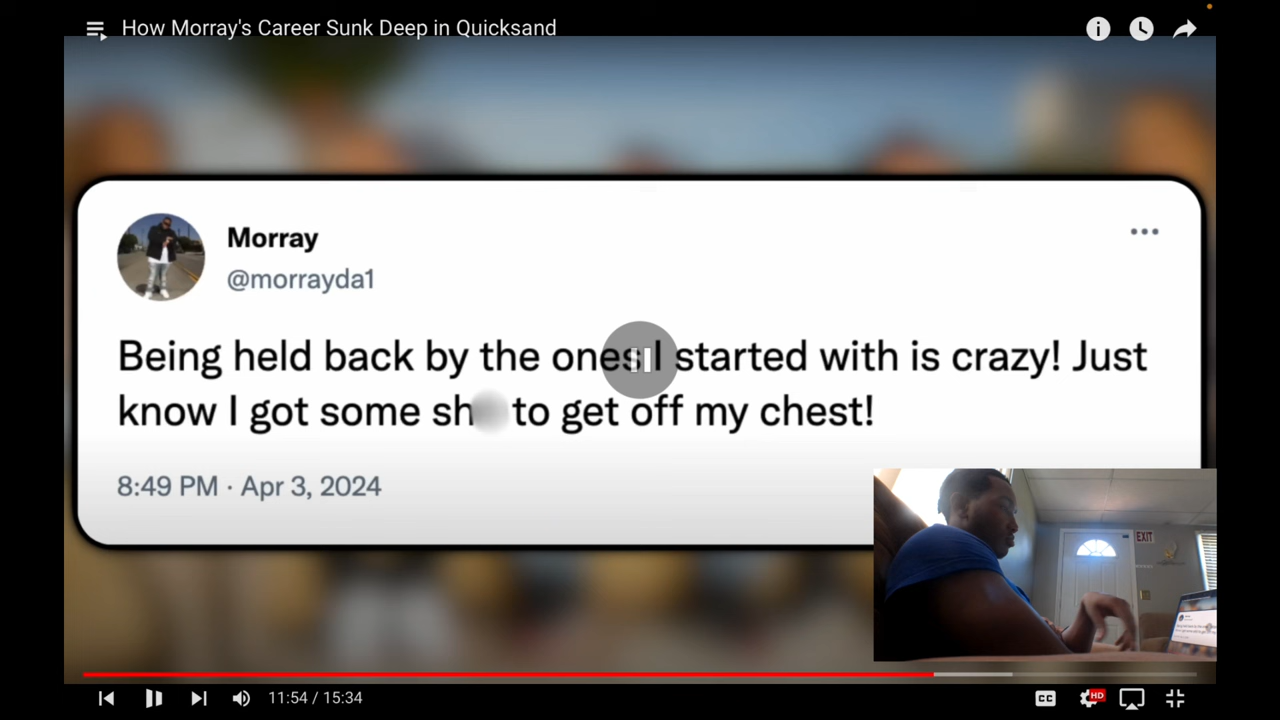 How Morray's Career Sunk Deep in Quicksand
Morray
@morrayda1
Being held back by the ones I started with is crazy! Just
know I got some sh to get off my chest!
8:49 PM · Apr 3, 2024
EXIT
11:54 / 15:34
CC
HD